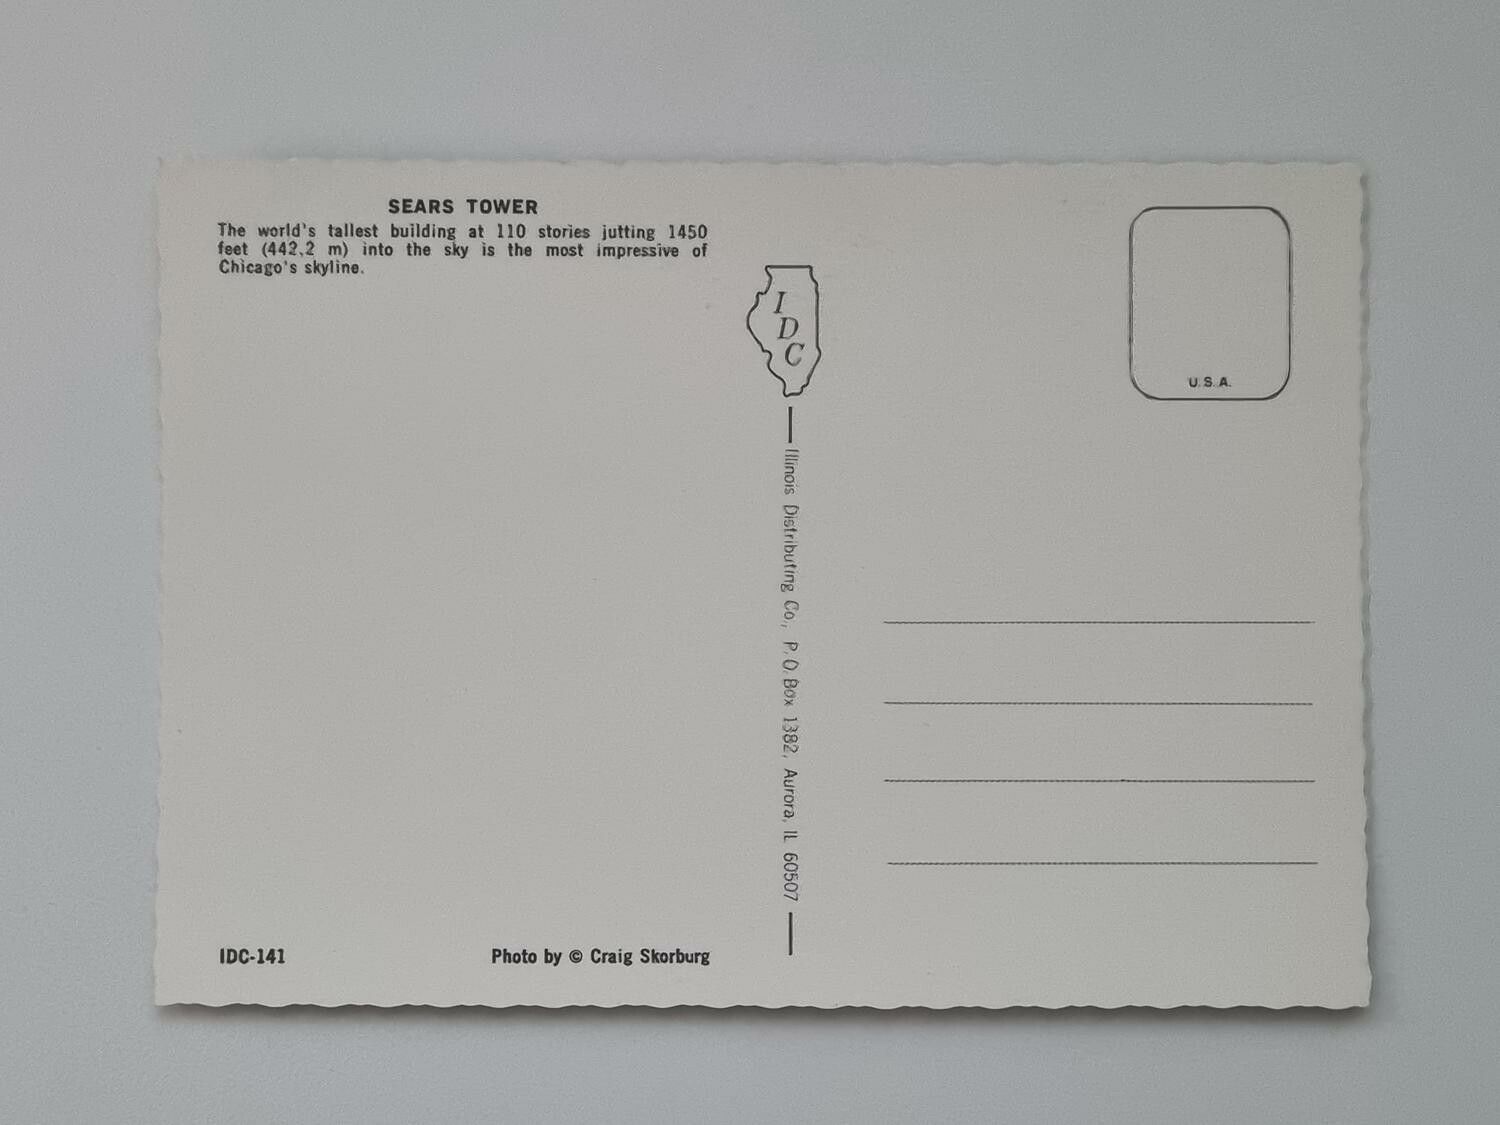 SEARS TOWER
The world's tallest building at 110 stories jutting 1450
feet (442.2 m) into the sky is the most impressive of
Chicago's skyline.
I
D
C
U.S.A.
Illinois Distributing Co., P. O. Box 1382, Aurora, IL 60507
IDC-141
Photo by © Craig Skorburg